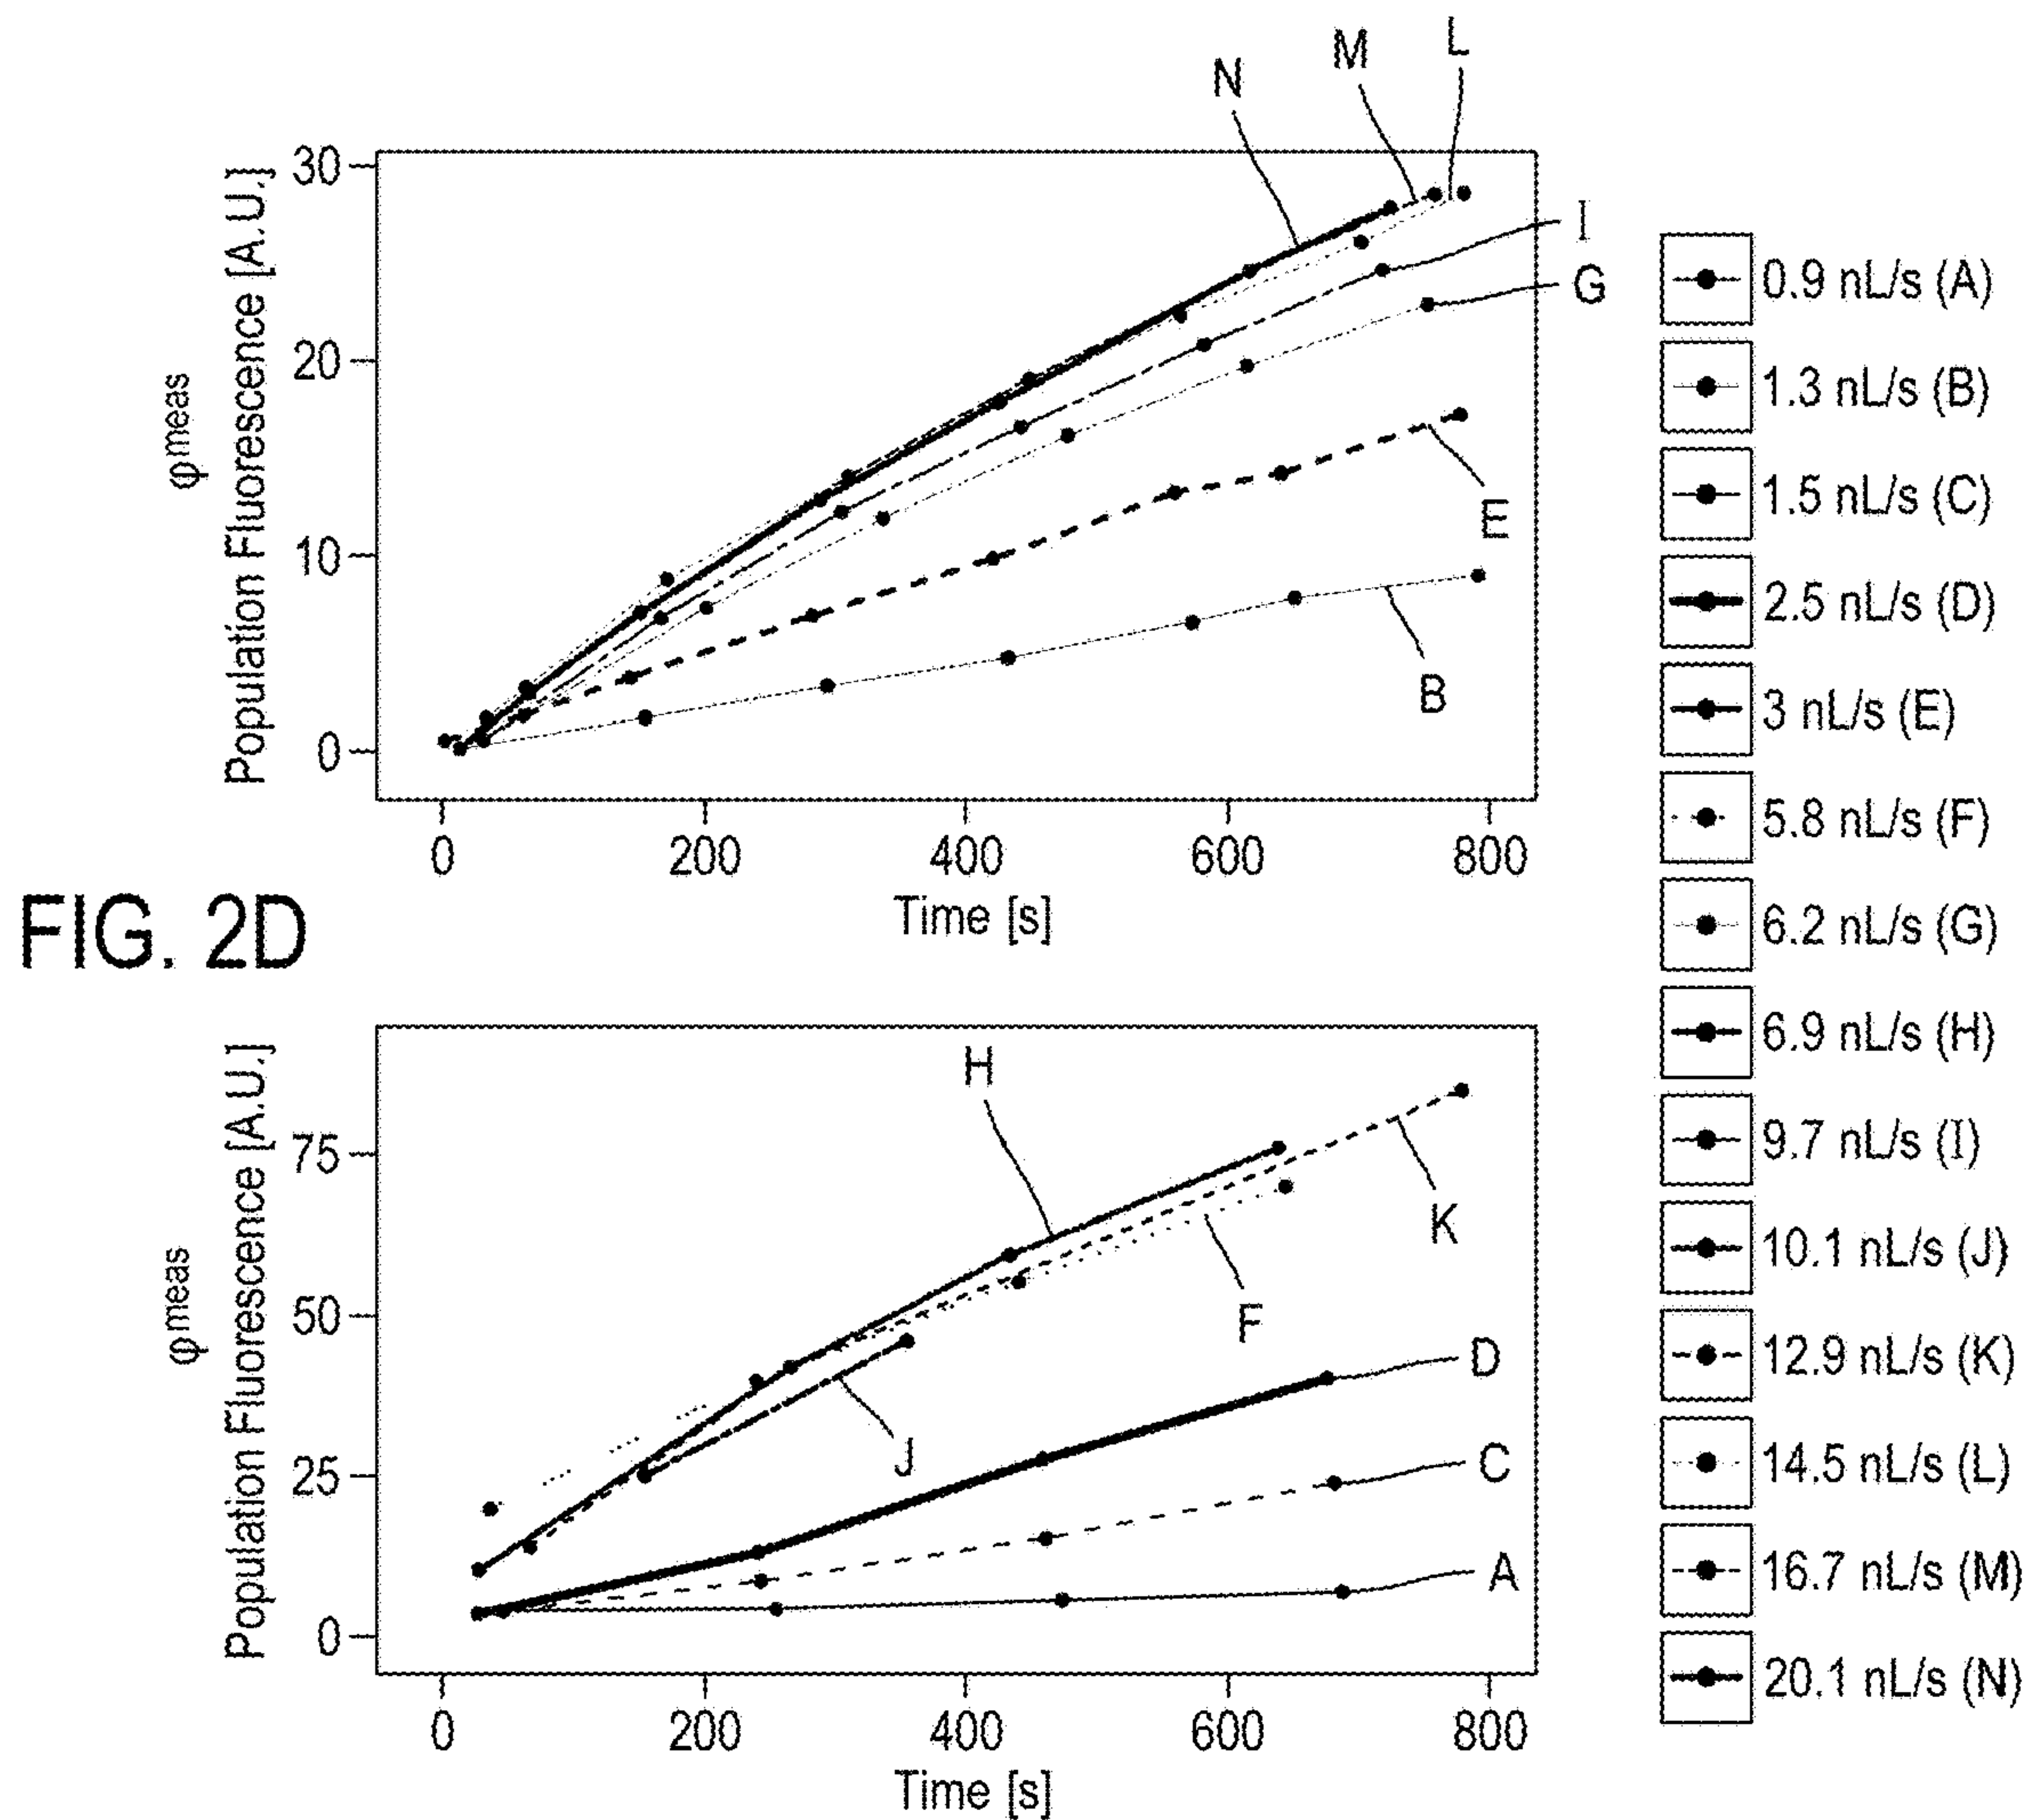 N
M
L
I
G
E
B
φmeas
Population Fluorescence [A.U.]
30
20
10
0
0 200 400 600 800
Time [s]
FIG. 2D
H
K
F
J
D
C
A
φmeas
Population Fluorescence [A.U.]
75
50
25
0
0 200 400 600 800
Time [s]
0.9 nL/s (A)
1.3 nL/s (B)
1.5 nL/s (C)
2.5 nL/s (D)
3 nL/s (E)
5.8 nL/s (F)
6.2 nL/s (G)
6.9 nL/s (H)
9.7 nL/s (I)
10.1 nL/s (J)
12.9 nL/s (K)
14.5 nL/s (L)
16.7 nL/s (M)
20.1 nL/s (N)